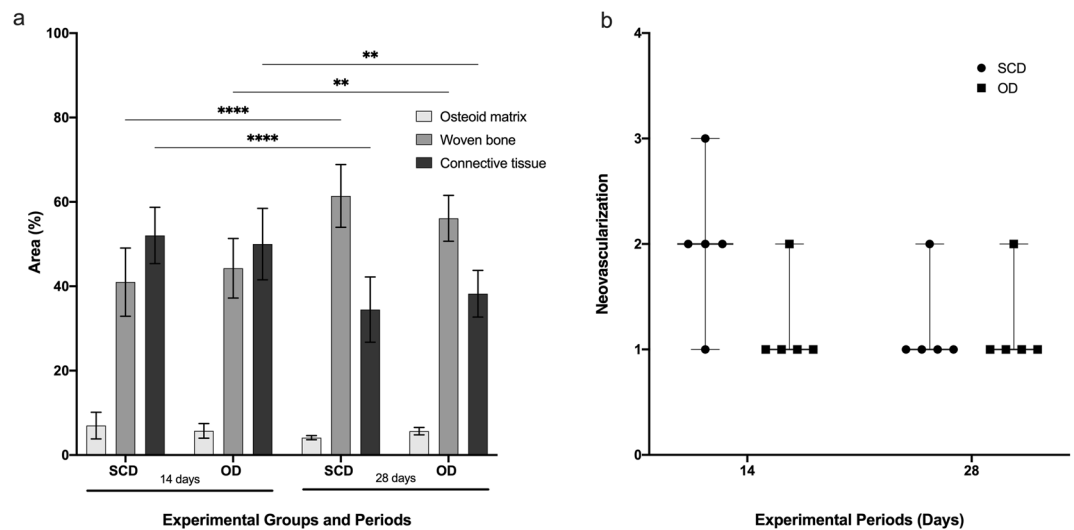 a
100
80
60
40
20
0
Area (%)
**
**
****
****
Osteoid matrix
Woven bone
Connective tissue
SCD
OD
SCD
OD
14 days
28 days
Experimental Groups and Periods
b
4
3
2
1
0
Neovascularization
SCD
OD
14
28
Experimental Periods (Days)